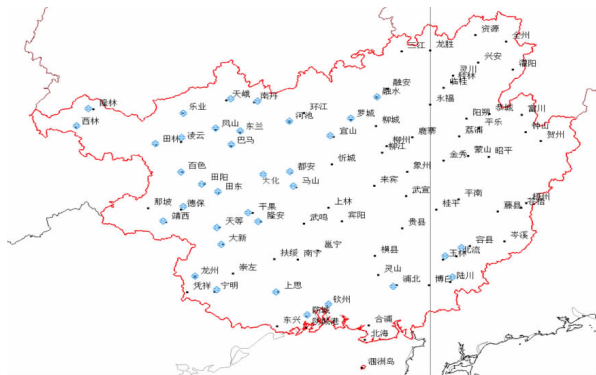 资源
全州
三江
龙胜
兴安
灌阳
灵川
桂林
临桂
融安
融水
天峨
南丹
隆林
乐业
环江
河池
罗城
永福
阳朔
恭城
富川
西林
凤山
东兰
宜山
柳城
平乐
荔浦
钟山
贺州
田林
凌云
巴马
柳州
鹿寨
柳江
忻城
象州
金秀
蒙山
昭平
百色
都安
田阳
大化
马山
田东
来宾
武宣
那坡
德保
上林
桂平
平南
藤县
梧州
苍梧
靖西
平果
天等
隆安
武鸣
宾阳
贵县
岑溪
大新
扶绥
南宁
邕宁
横县
容县
北流
玉林
龙州
崇左
灵山
凭祥
宁明
上思
浦北
博白
陆川
钦州
防城
防城港
东兴
合浦
北海
涠洲岛